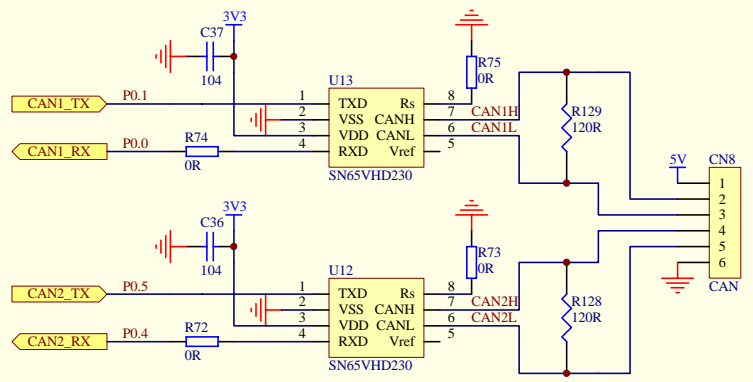 3V3
C37
104
R75
0R
U13
CAN1_TX
P0.1
1
TXD
Rs
8
2
VSS
CANH
7
CAN1H
3
VDD
CANL
6
CAN1L
CAN1_RX
P0.0
R74
0R
4
RXD
Vref
5
SN65VHD230
R129
120R
5V
CN8
1
2
3
4
5
6
CAN
3V3
C36
104
R73
0R
U12
CAN2_TX
P0.5
1
TXD
Rs
8
2
VSS
CANH
7
CAN2H
3
VDD
CANL
6
CAN2L
CAN2_RX
P0.4
R72
0R
4
RXD
Vref
5
SN65VHD230
R128
120R